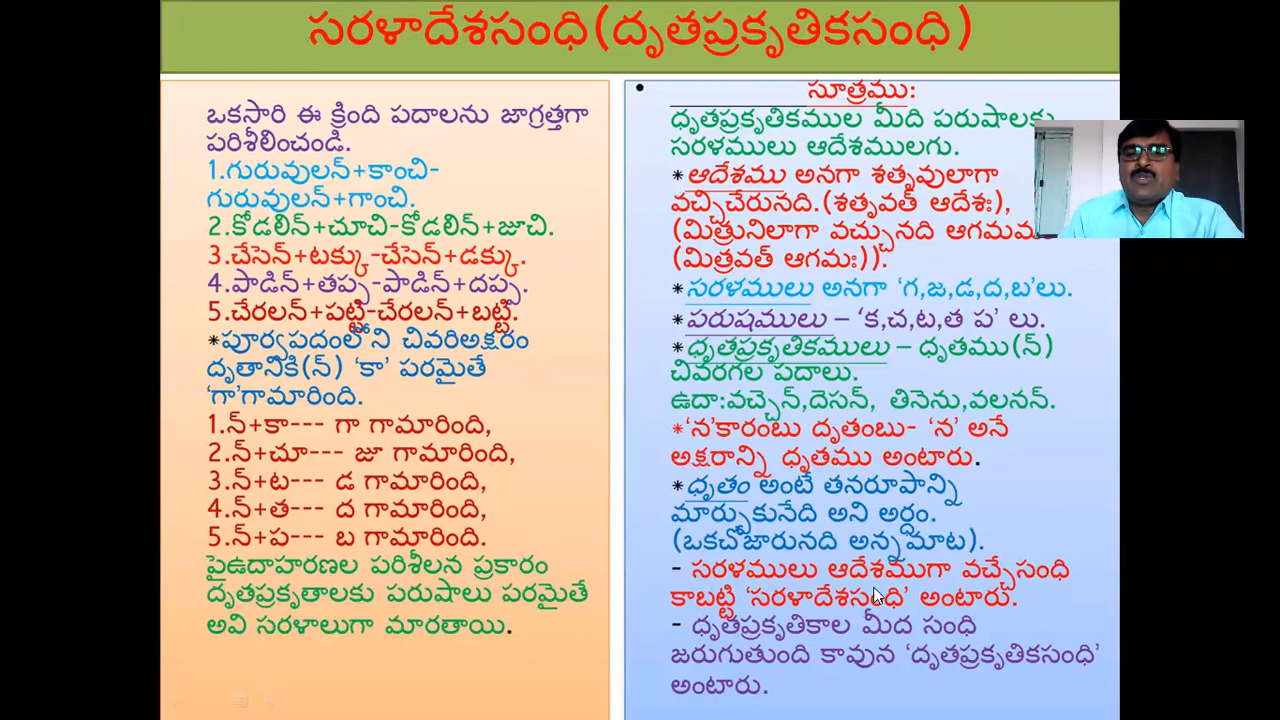 సరళాదేశసంధి(దృతప్రకృతికసంధి)
ఒకసారి ఈ క్రింది పదాలను జాగ్రత్తగా
పరిశీలించండి.
1.గురువులన్+కాంచి-
గురువులన్+గాంచి.
2.కోడలిన్+చూచి-కోడలిన్+జూచి.
3.చేసెన్+టక్కు-చేసెన్+డక్కు.
4.పాడిన్+తప్ప-పాడిన్+దప్ప.
5.చేరలన్+పట్టి-చేరలన్+బట్టి.
*పూర్వపదంలోని చివరిఅక్షరం
దృతానికి(న్) ‘కా’ పరమైతే
‘గా’గామారింది.
1.న్+కా--- గా గామారింది,
2.న్+చూ--- జూ గామారింది,
3.న్+ట--- డ గామారింది,
4.న్+త--- ద గామారింది,
5.న్+ప--- బ గామారింది.
పైఉదాహరణల పరిశీలన ప్రకారం
దృతప్రకృతాలకు పరుషాలు పరమైతే
అవి సరళాలుగా మారతాయి.
• సూత్రము:
ధృతప్రకృతికముల మీది పరుషాలకు
సరళములు ఆదేశములగు.
*ఆదేశము అనగా శతృవులాగా
వచ్చిచేరునది.(శతృవత్ ఆదేశః),
(మిత్రునిలాగా వచ్చునది
(మిత్రవత్ ఆగమః)).
*సరళములు అనగా ‘గ,జ,డ,ద,బ’లు.
*పరుషములు – ‘క,చ,ట,త ప’ లు.
*ధృతప్రకృతికములు – ధృతము(న్)
చివరగల పదాలు.
ఉదా:వచ్చెన్,దెసన్, తినెను,వలనన్.
*‘న’కారంబు దృతంబు- ‘న’ అనే
అక్షరాన్ని ధృతము అంటారు.
*ధృతం అంటే తనరూపాన్ని
మార్చుకునేది అని అర్ధం.
(ఒకచోజారునది అన్నమాట).
- సరళములు ఆదేశముగా వచ్చేసంధి
కాబట్టి ‘సరళాదేశసంధి’ అంటారు.
- ధృతప్రకృతికాల మీద సంధి
జరుగుతుంది కావున ‘దృతప్రకృతికసంధి’
అంటారు.